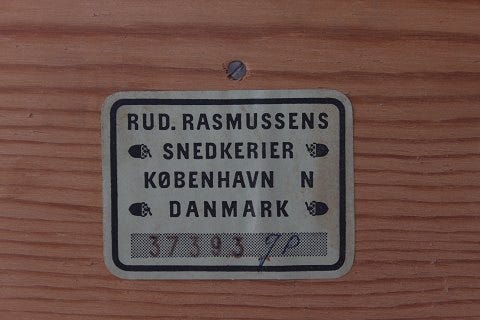 RUD. RASMUSSENS
SNEDKERIER
KØBENHAVN N
DANMARK
37393